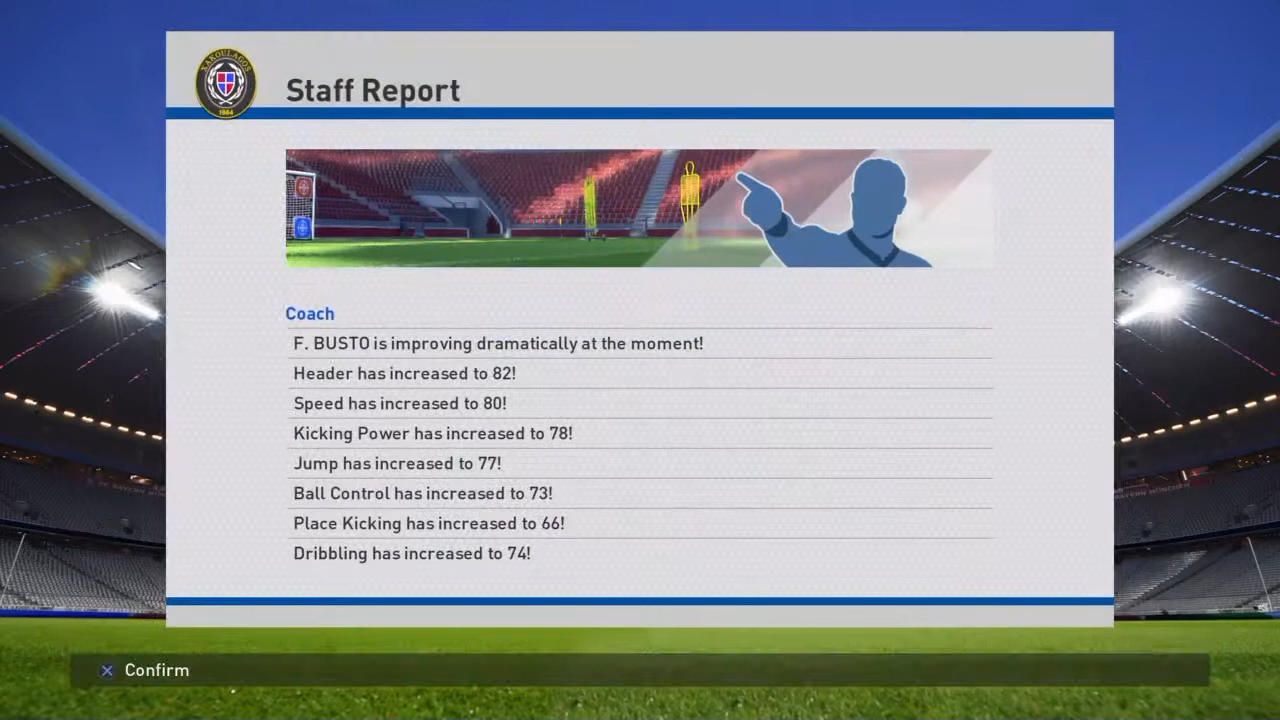 XAKOULAGOS
1984
Staff Report
Coach
F. BUSTO is improving dramatically at the moment!
Header has increased to 82!
Speed has increased to 80!
Kicking Power has increased to 78!
Jump has increased to 77!
Ball Control has increased to 73!
Place Kicking has increased to 66!
Dribbling has increased to 74!
Confirm